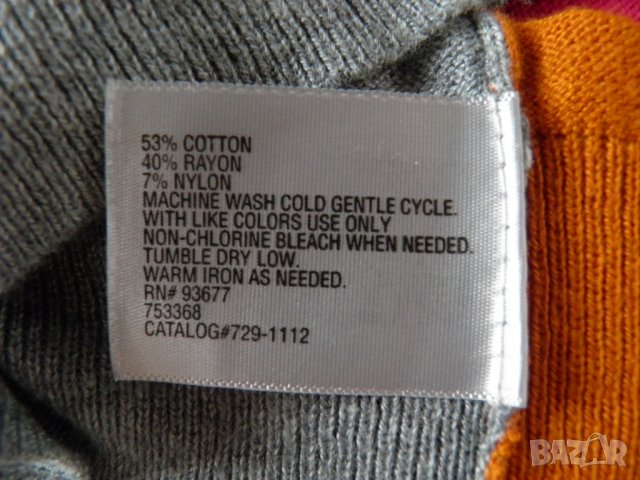 53% COTTON
40% RAYON
7% NYLON
MACHINE WASH COLD GENTLE CYCLE.
WITH LIKE COLORS USE ONLY
NON-CHLORINE BLEACH WHEN NEEDED.
TUMBLE DRY LOW.
WARM IRON AS NEEDED.
RN# 93677
753368
CATALOG#729-1112
BAZAR